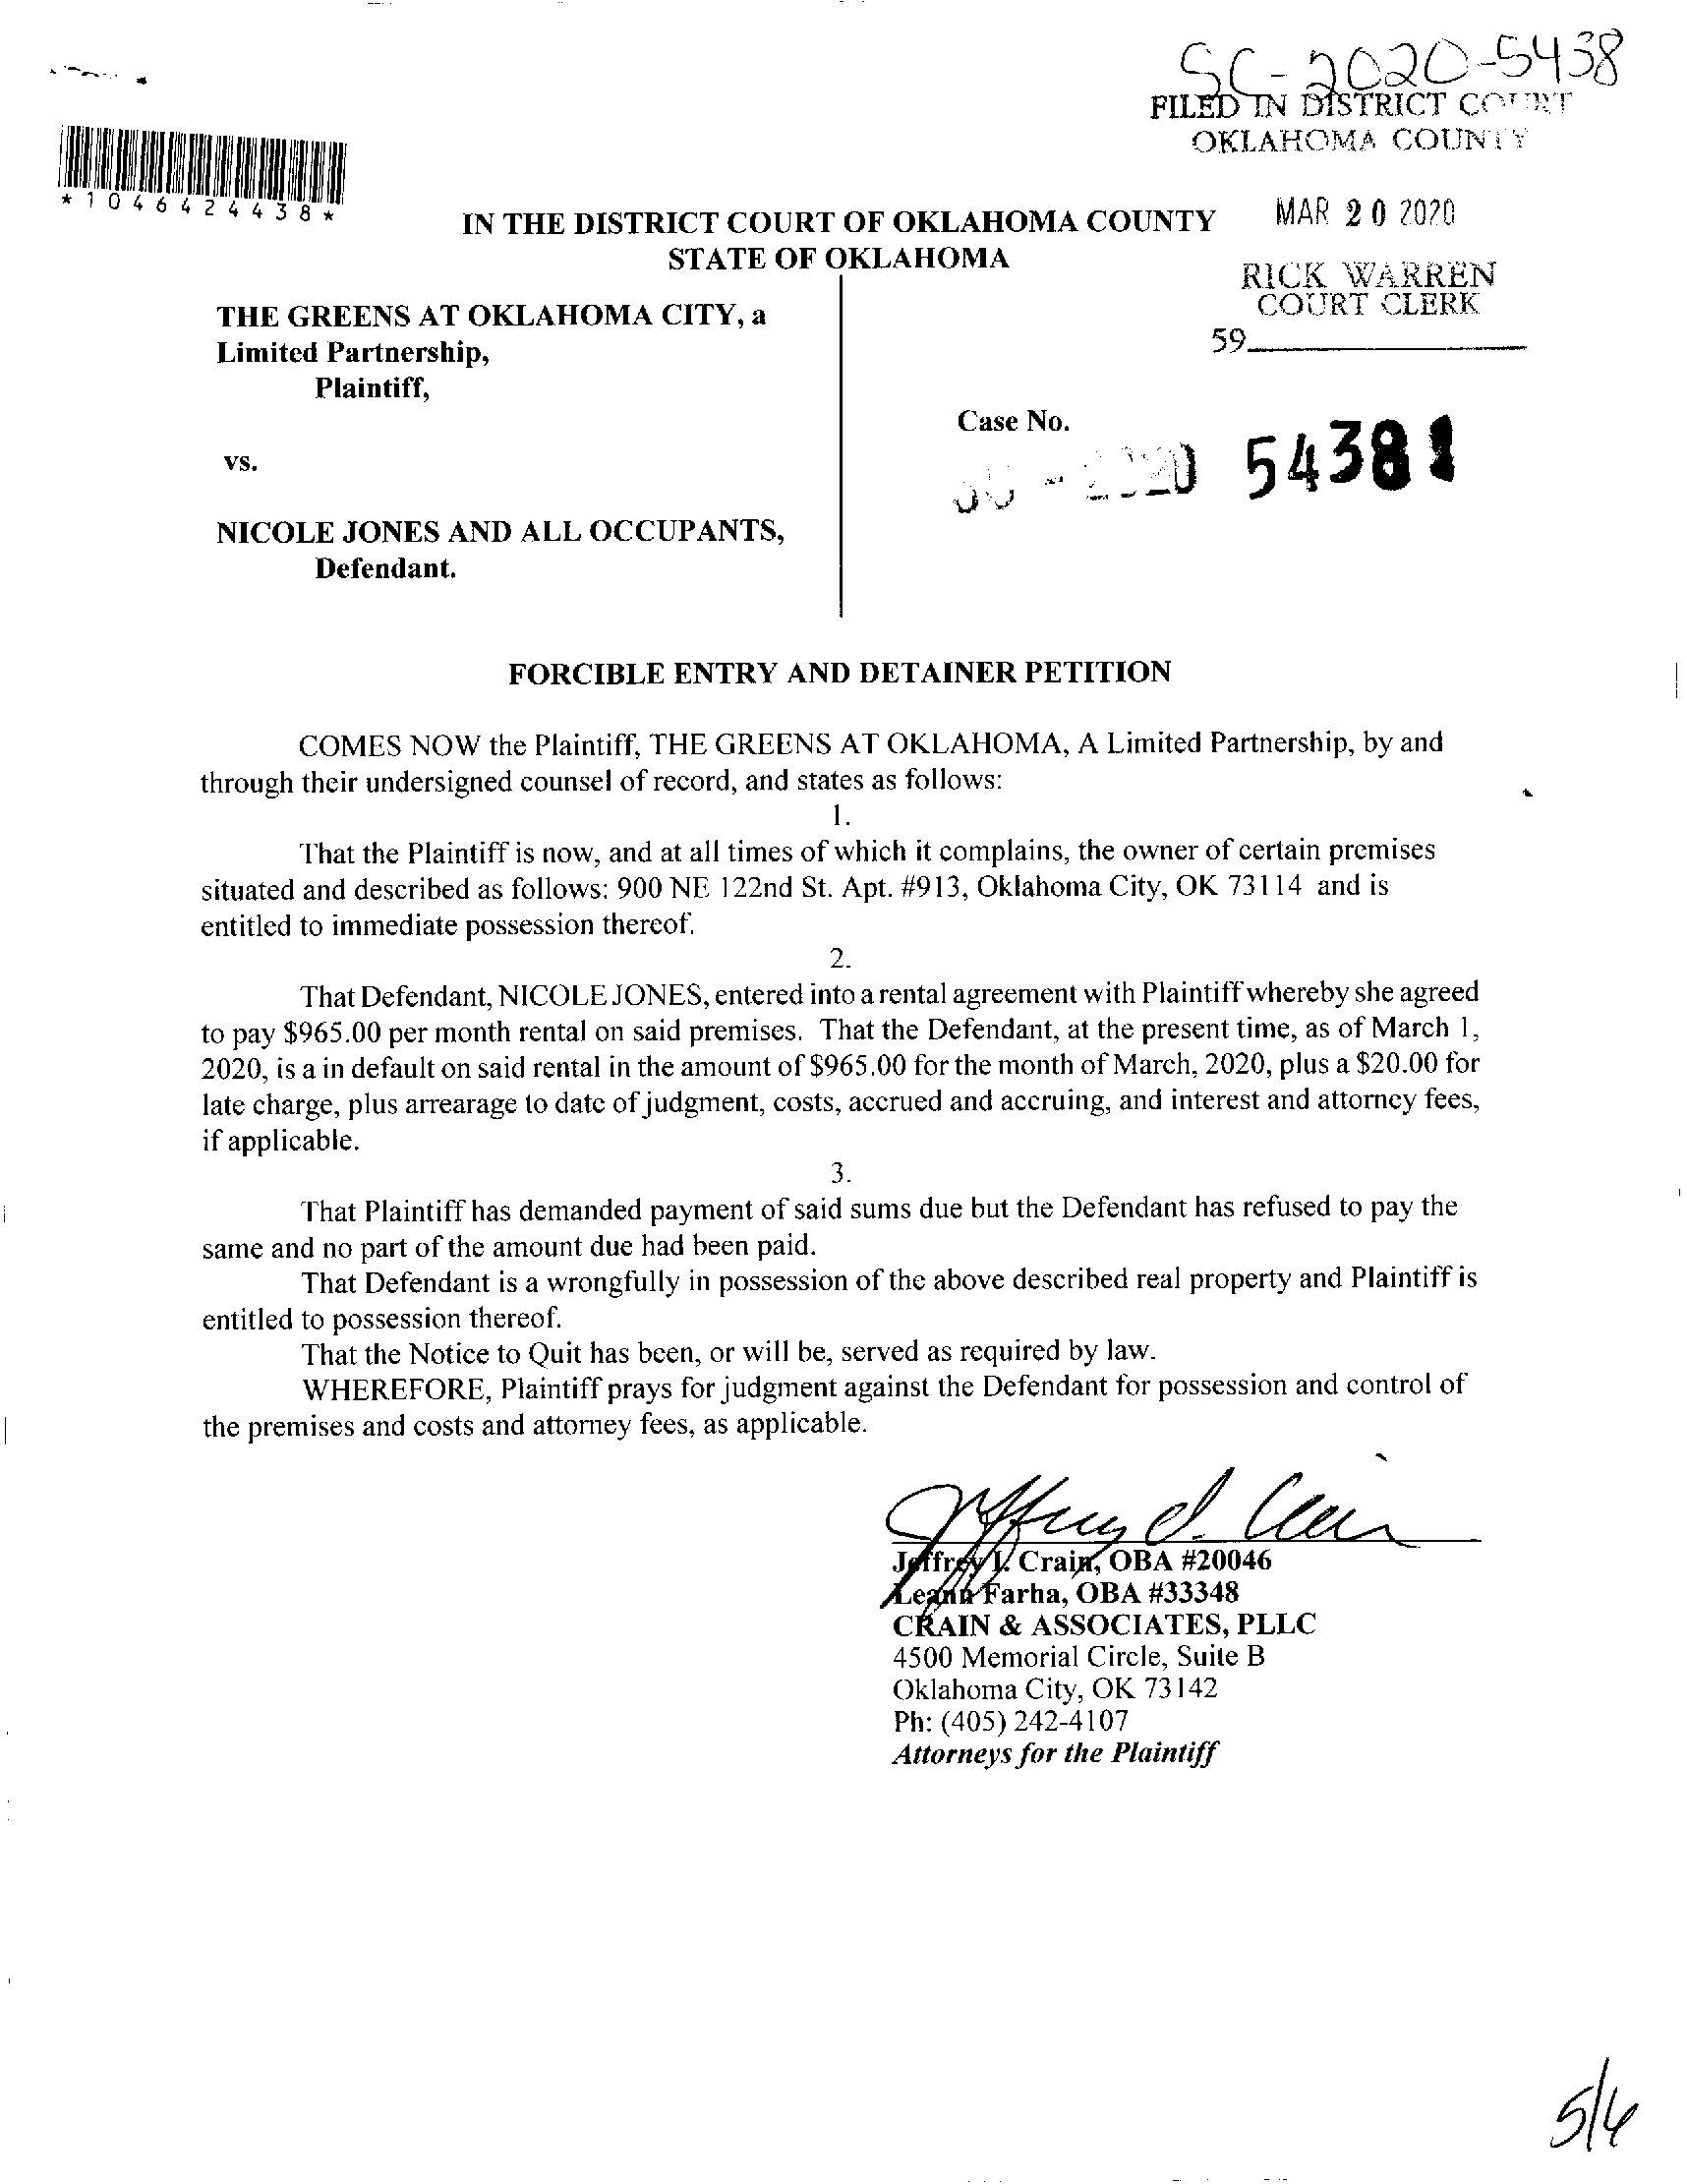 SC-2020-5438
FILED IN DISTRICT COURT
OKLAHOMA COUNTY
*1046424438*
MAR 20 2020
IN THE DISTRICT COURT OF OKLAHOMA COUNTY
STATE OF OKLAHOMA
RICK WARREN
COURT CLERK
59
THE GREENS AT OKLAHOMA CITY, a
Limited Partnership,
Plaintiff,
Case No.
5438
vs.
NICOLE JONES AND ALL OCCUPANTS,
Defendant.
FORCIBLE ENTRY AND DETAINER PETITION
COMES NOW the Plaintiff, THE GREENS AT OKLAHOMA, A Limited Partnership, by and
through their undersigned counsel of record, and states as follows:
1.
That the Plaintiff is now, and at all times of which it complains, the owner of certain premises
situated and described as follows: 900 NE 122nd St. Apt. #913, Oklahoma City, OK 73114 and is
entitled to immediate possession thereof.
2.
That Defendant, NICOLE JONES, entered into a rental agreement with Plaintiff whereby she agreed
to pay $965.00 per month rental on said premises. That the Defendant, at the present time, as of March 1,
2020, is a in default on said rental in the amount of $965.00 for the month of March, 2020, plus a $20.00 for
late charge, plus arrearage to date of judgment, costs, accrued and accruing, and interest and attorney fees,
if applicable.
3.
That Plaintiff has demanded payment of said sums due but the Defendant has refused to pay the
same and no part of the amount due had been paid.
That Defendant is a wrongfully in possession of the above described real property and Plaintiff is
entitled to possession thereof.
That the Notice to Quit has been, or will be, served as required by law.
WHEREFORE, Plaintiff prays for judgment against the Defendant for possession and control of
the premises and costs and attorney fees, as applicable.
Jeffrey I. Crain, OBA #20046
Leann Farha, OBA #33348
CRAIN & ASSOCIATES, PLLC
4500 Memorial Circle, Suite B
Oklahoma City, OK 73142
Ph: (405) 242-4107
Attorneys for the Plaintiff